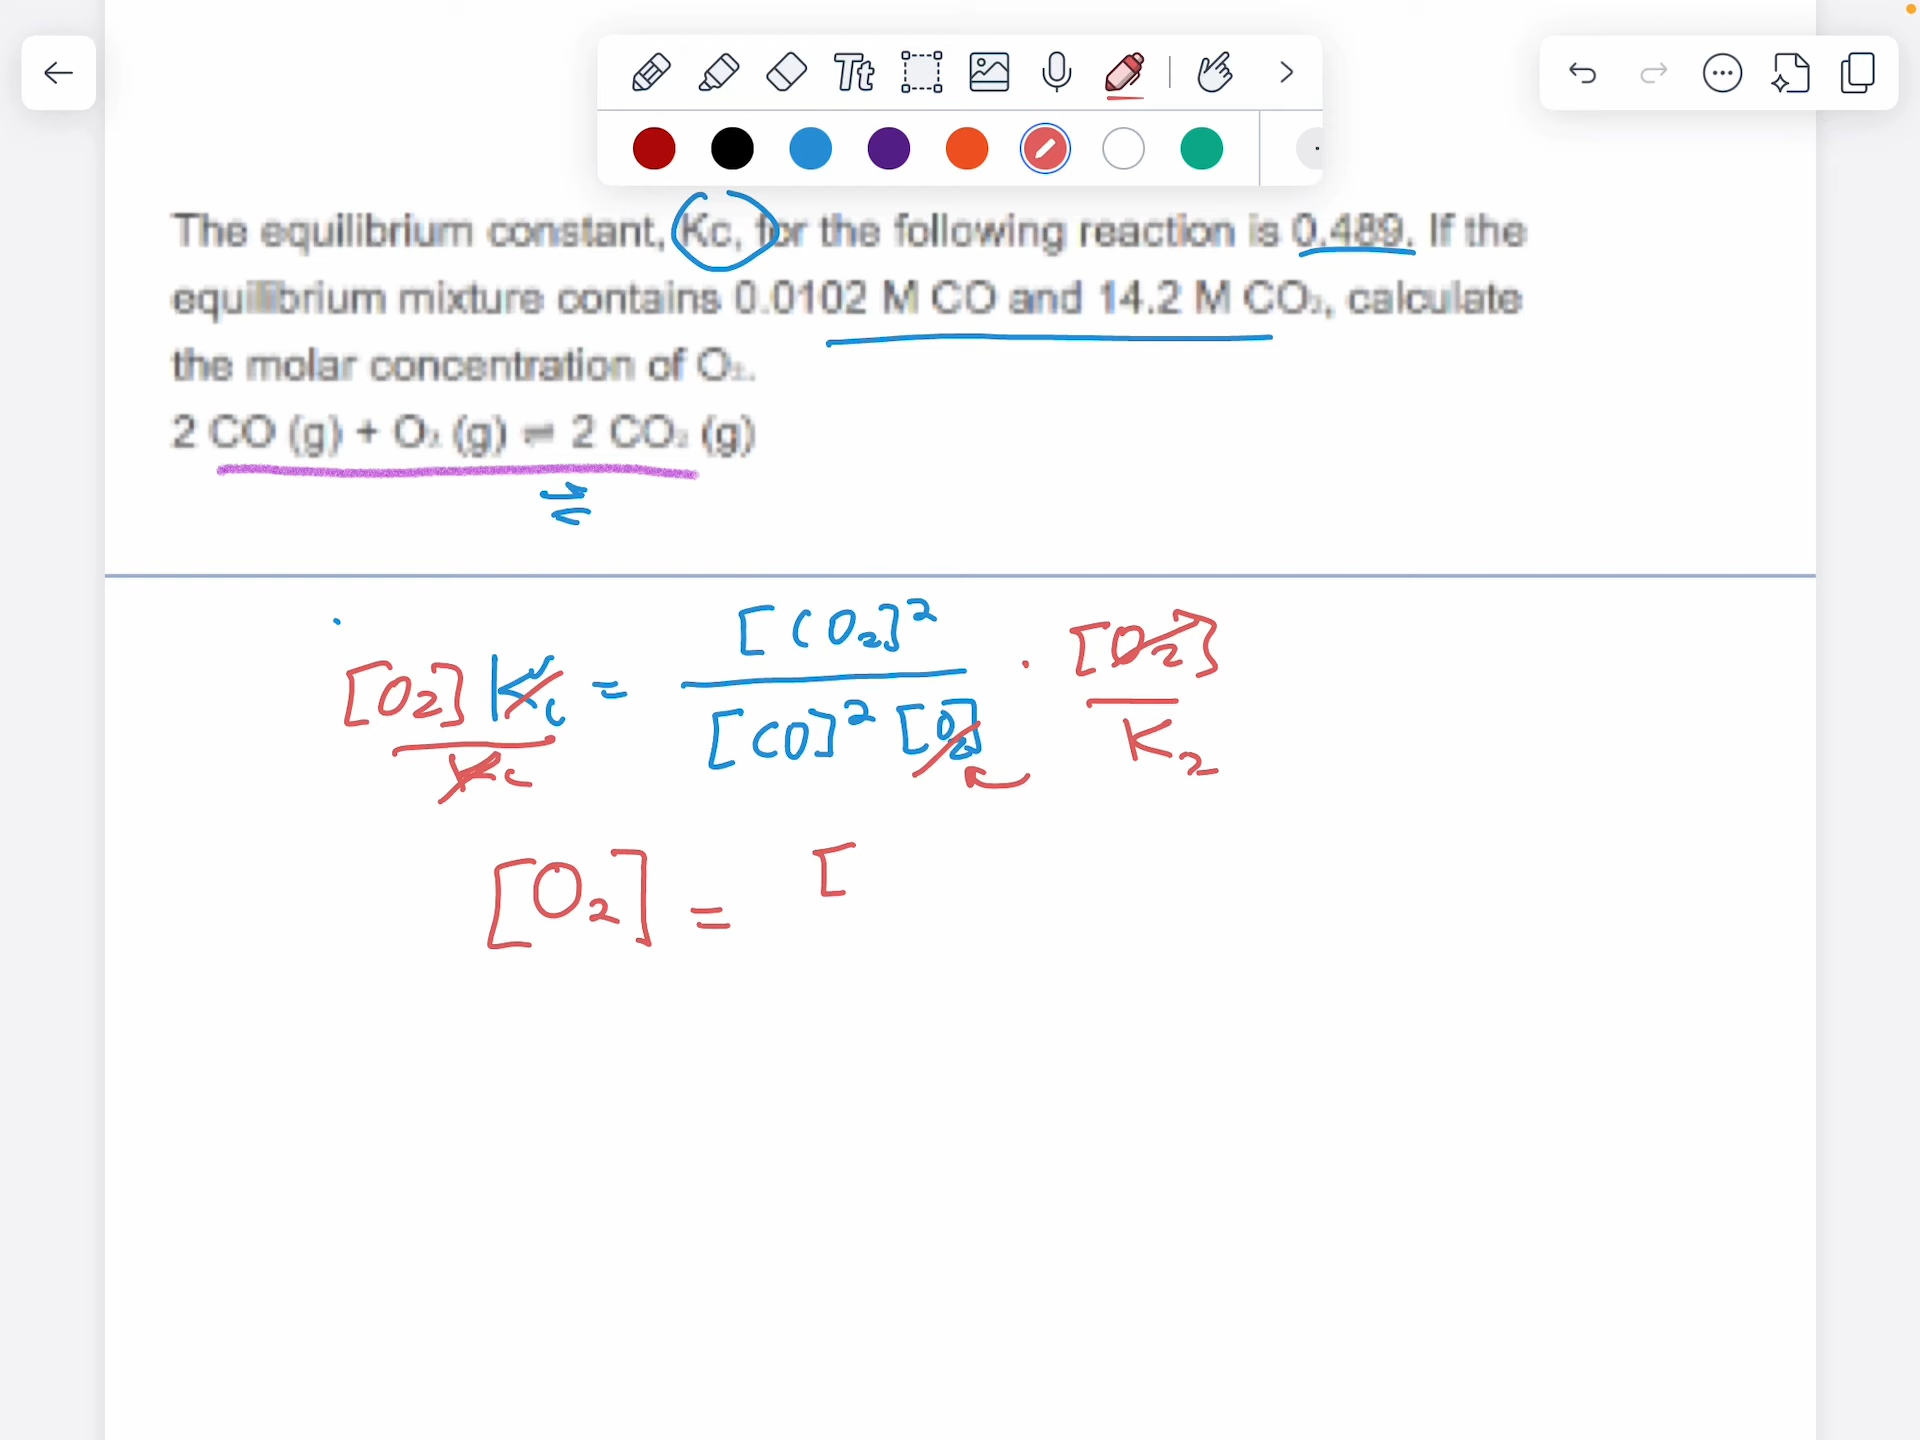 Tt
The equilibrium constant, Kc, for the following reaction is 0.489. If the
equilibrium mixture contains 0.0102 M CO and 14.2 M CO₂, calculate
the molar concentration of O₂.
2 CO (g) + O₂ (g) ⇌ 2 CO₂ (g)
⇌
[O₂] Kc / Kc = [CO₂]² / [CO]² [O₂] · [O₂] / K₂
[O₂] = [